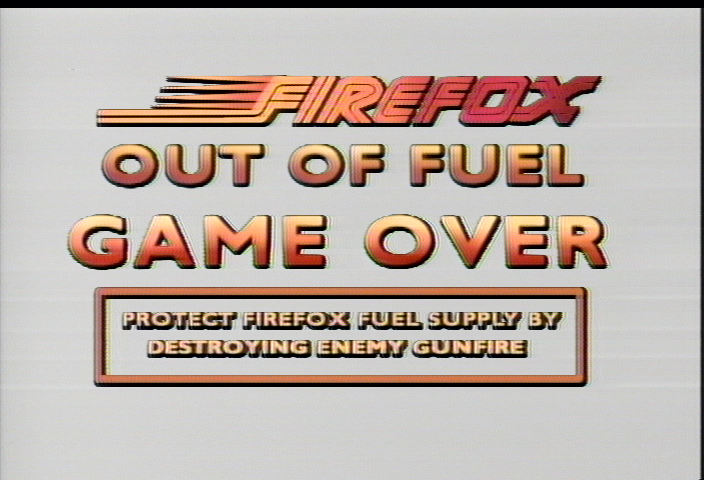 FIREFOX
OUT OF FUEL
GAME OVER
PROTECT FIREFOX FUEL SUPPLY BY
DESTROYING ENEMY GUNFIRE